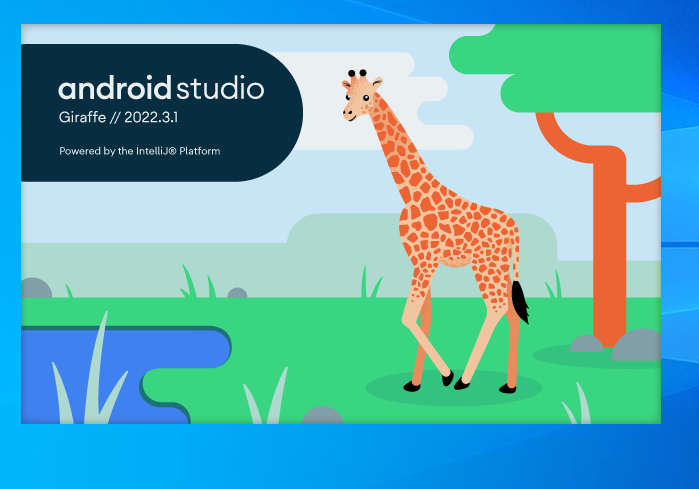 android studio
Giraffe // 2022.3.1
Powered by the IntelliJ® Platform